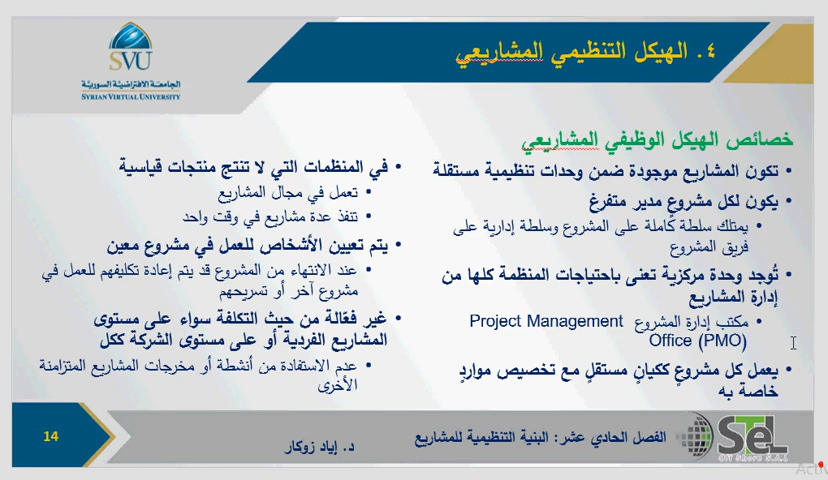 ٤. الهيكل التنظيمي المشاريعي
SVU
الجامعة الافتراضية السورية
SYRIAN VIRTUAL UNIVERSITY
خصائص الهيكل الوظيفي المشاريعي
• تكون المشاريع موجودة ضمن وحدات تنظيمية مستقلة
• يكون لكل مشروعٍ مدير متفرغ
• يمتلك سلطة كاملة على المشروع وسلطة إدارية على
فريق المشروع
• تُوجد وحدة مركزية تعنى باحتياجات المنظمة كلها من
إدارة المشاريع
• مكتب إدارة المشروع Project Management
Office (PMO)
• يعمل كل مشروعٍ ككيانٍ مستقلٍ مع تخصيص مواردٍ
خاصة به
• في المنظمات التي لا تنتج منتجات قياسية
• تعمل في مجال المشاريع
• تنفذ عدة مشاريع في وقت واحد
• يتم تعيين الأشخاص للعمل في مشروع معين
• عند الانتهاء من المشروع قد يتم إعادة تكليفهم للعمل في
مشروع آخر أو تسريحهم
• غير فعّالة من حيث التكلفة سواء على مستوى
المشاريع الفردية أو على مستوى الشركة ككل
• عدم الاستفادة من أنشطة أو مخرجات المشاريع المتزامنة
الأخرى
STeL
Off Shore S.A.L
الفصل الحادي عشر: البنية التنظيمية للمشاريع
د. إياد زوكار
14